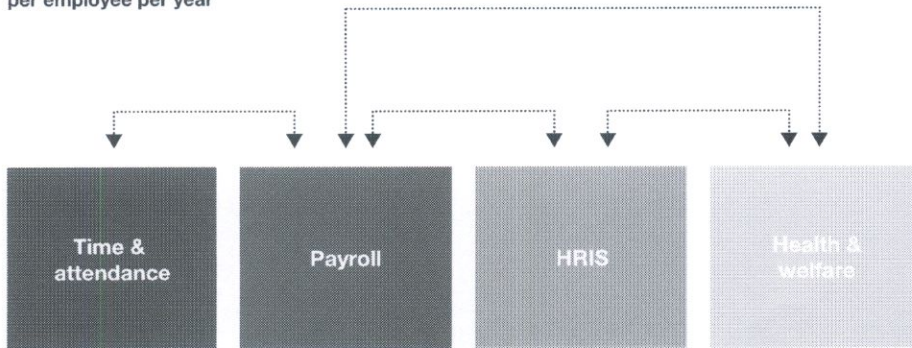 per employee per year
Time &
attendance
Payroll
HRIS
Health &
welfare